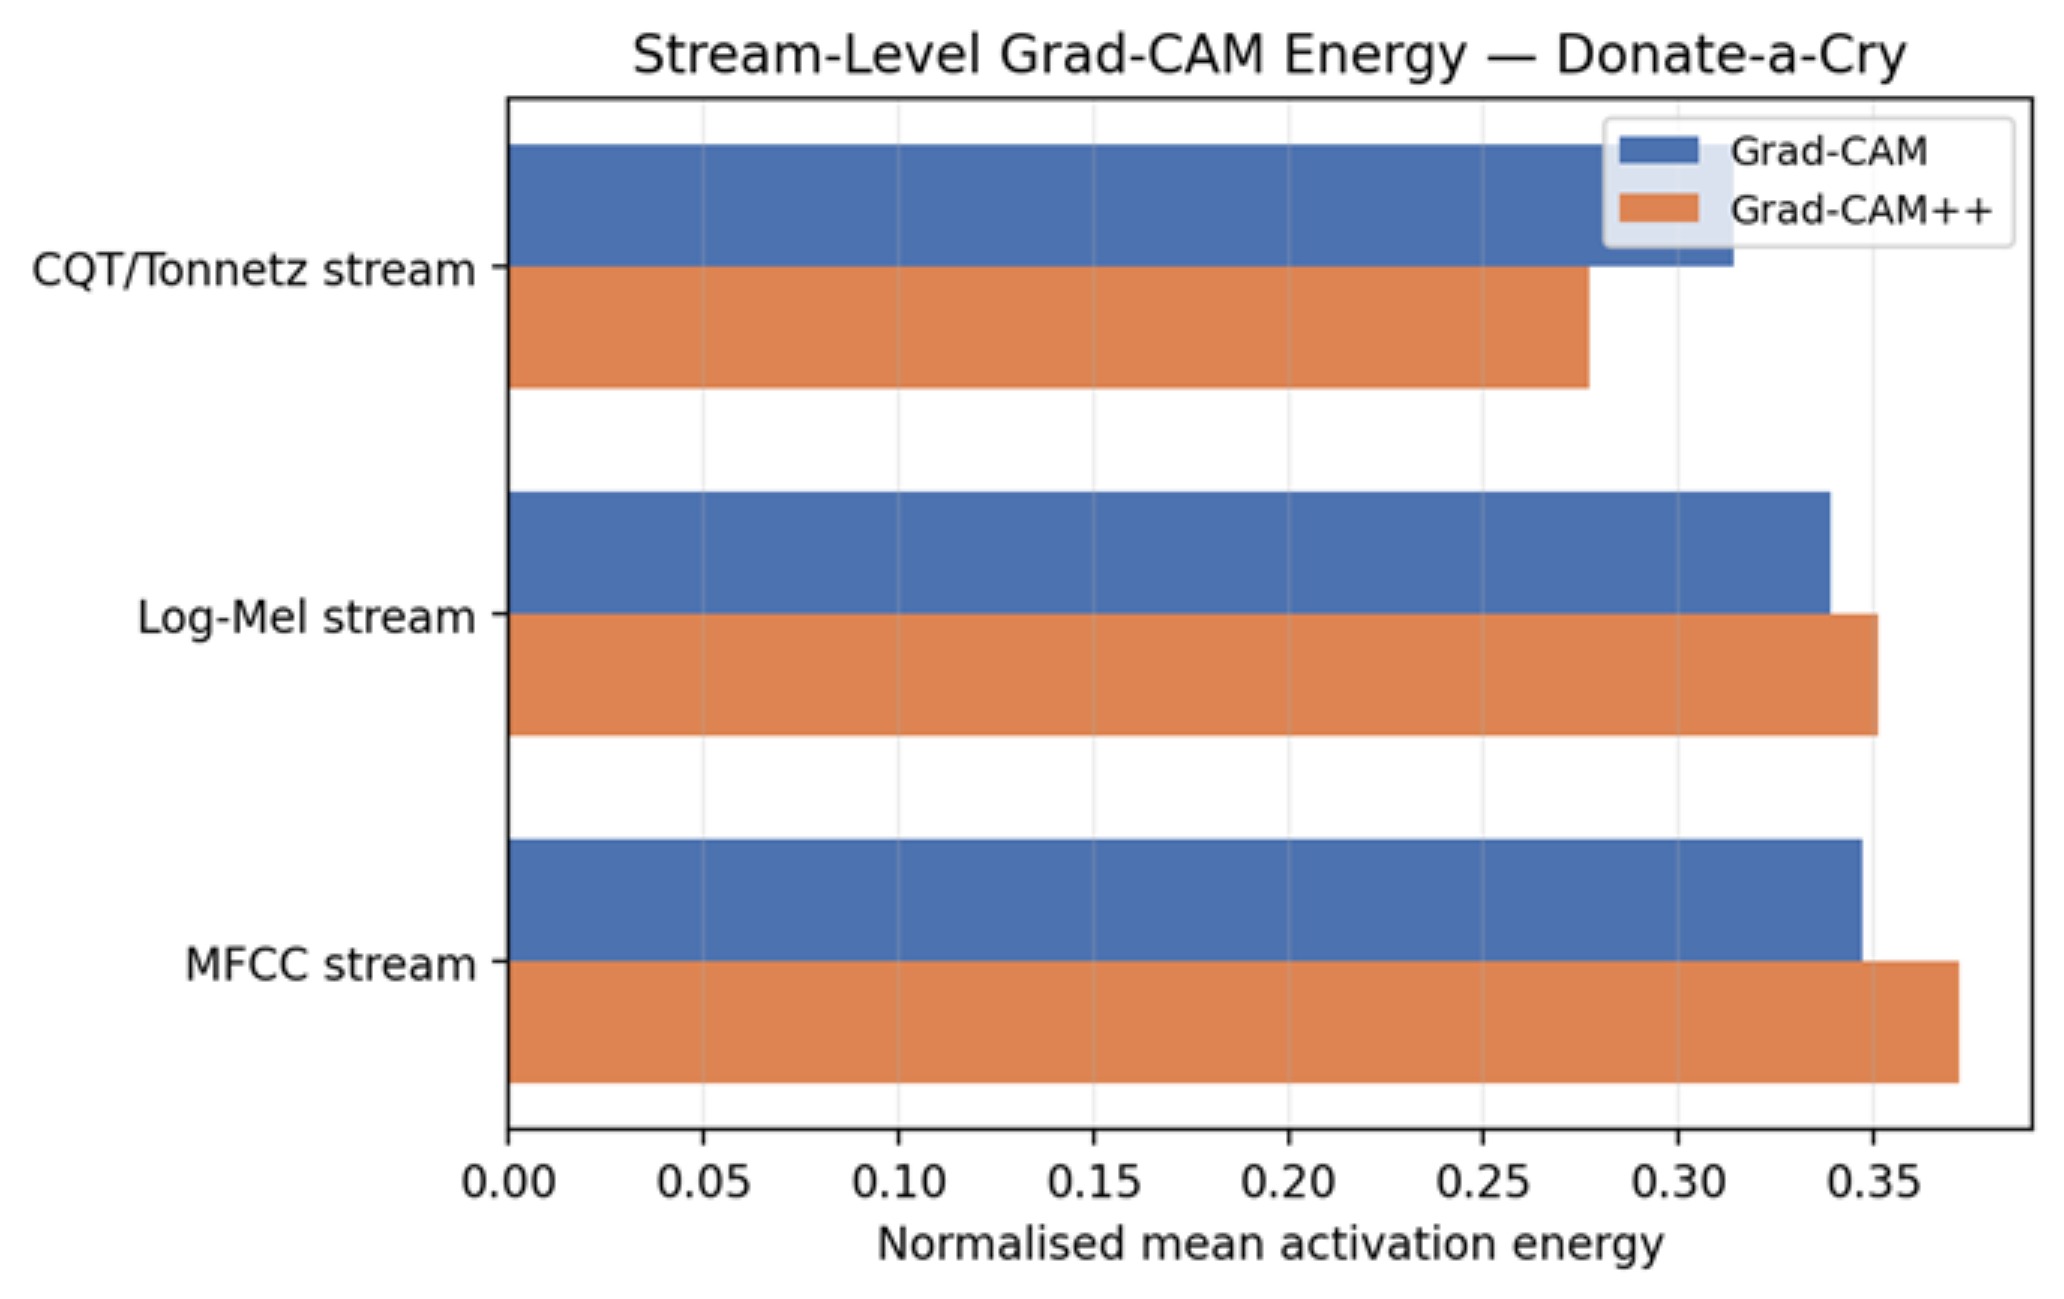 Stream-Level Grad-CAM Energy — Donate-a-Cry
Grad-CAM
Grad-CAM++
CQT/Tonnetz stream
Log-Mel stream
MFCC stream
0.00 0.05 0.10 0.15 0.20 0.25 0.30 0.35
Normalised mean activation energy